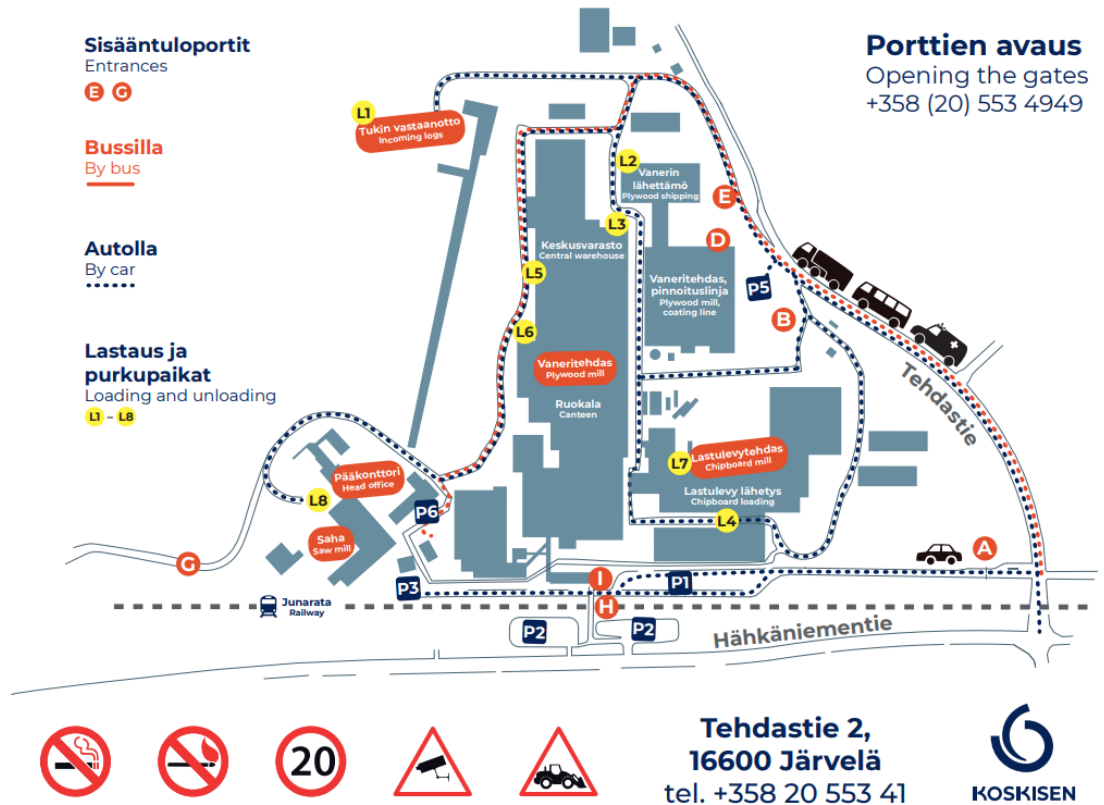 Sisääntuloportit
Entrances
E G
Bussilla
By bus
Autolla
By car
Lastaus ja
purkupaikat
Loading and unloading
L1 – L8
Porttien avaus
Opening the gates
+358 (20) 553 4949
L1
Tukin vastaanotto
Incoming logs
L2
Vanerin
lähettämö
Plywood shipping
E
L3
D
Keskusvarasto
Central warehouse
L5
Vaneritehdas,
pinnoituslinja
Plywood mill,
coating line
P5
B
L6
Vaneritehdas
Plywood mill
Ruokala
Canteen
Tehdastie
L7
Lastulevytehdas
Chipboard mill
Lastulevy lähetys
Chipboard loading
L4
Pääkonttori
Head office
L8
P6
Saha
Saw mill
G
A
P3
I
P1
H
Junarata
Railway
P2
P2
Hähkäniementie
20
Tehdastie 2,
16600 Järvelä
tel. +358 20 553 41
KOSKISEN